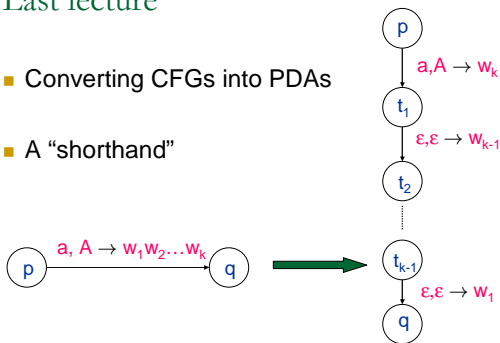 Last lecture
Converting CFGs into PDAs
A “shorthand”
p
a, A → w₁w₂…wₖ
q
p
a,A → wₖ
t₁
ε,ε → wₖ₋₁
t₂
tₖ₋₁
ε,ε → w₁
q